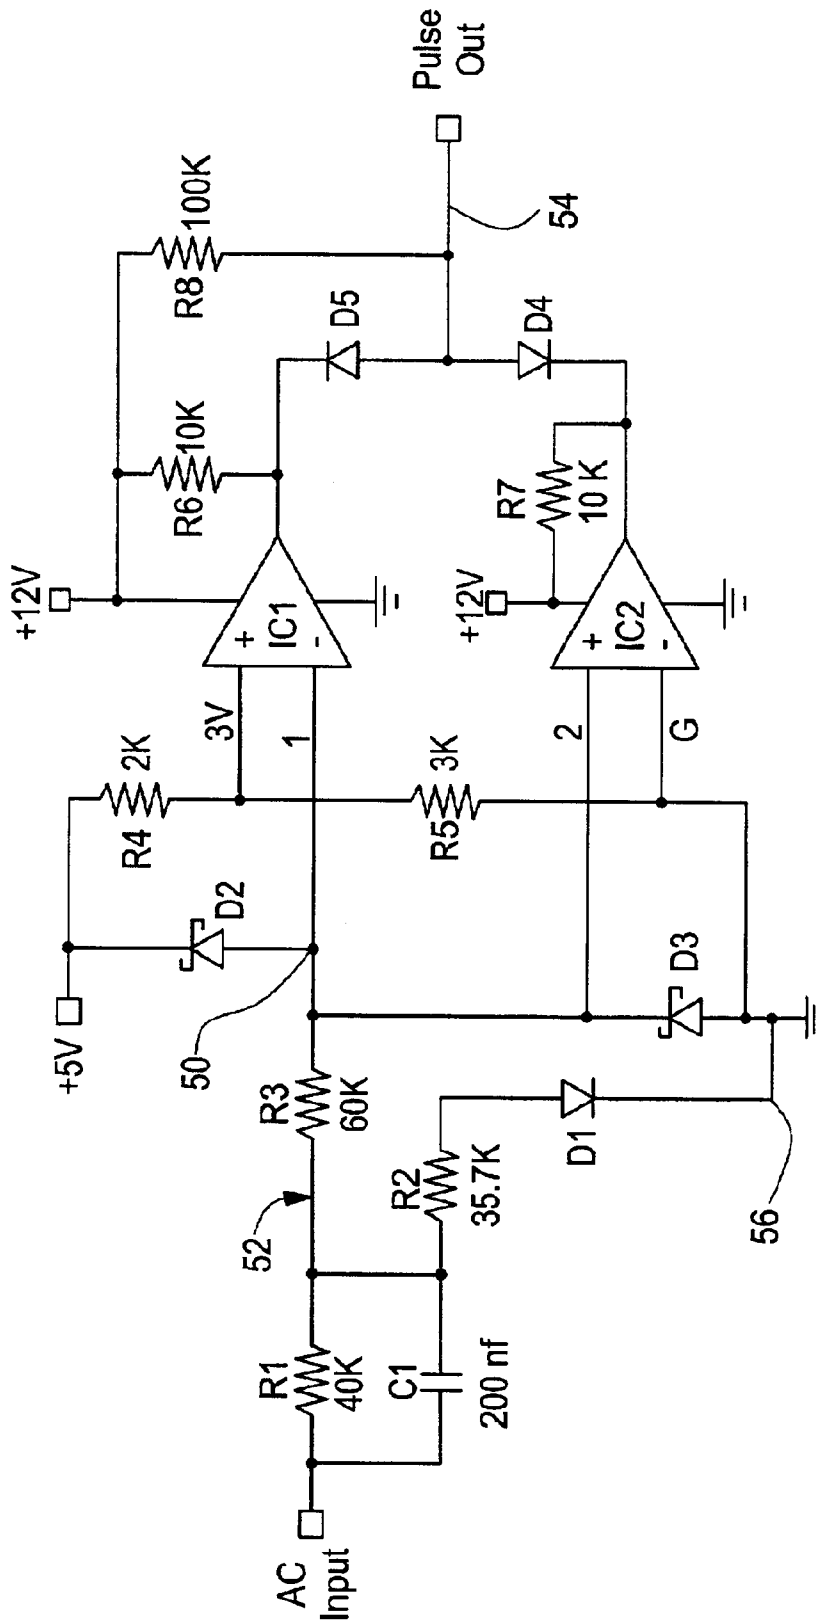 AC
Input
R1
40K
C1
200 nf
52
R2
35.7K
R3
60K
D1
56
50
+5V
D2
D3
R4
2K
R5
3K
3V
1
2
G
+12V
+
-
IC1
+12V
+
-
IC2
R6
10K
R7
10 K
R8
100K
D5
D4
54
Pulse
Out